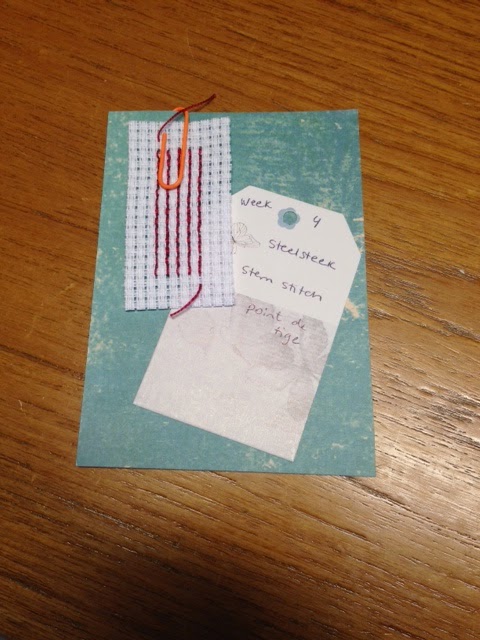 week 4
Steelsteek
Stem stitch
point de
tige